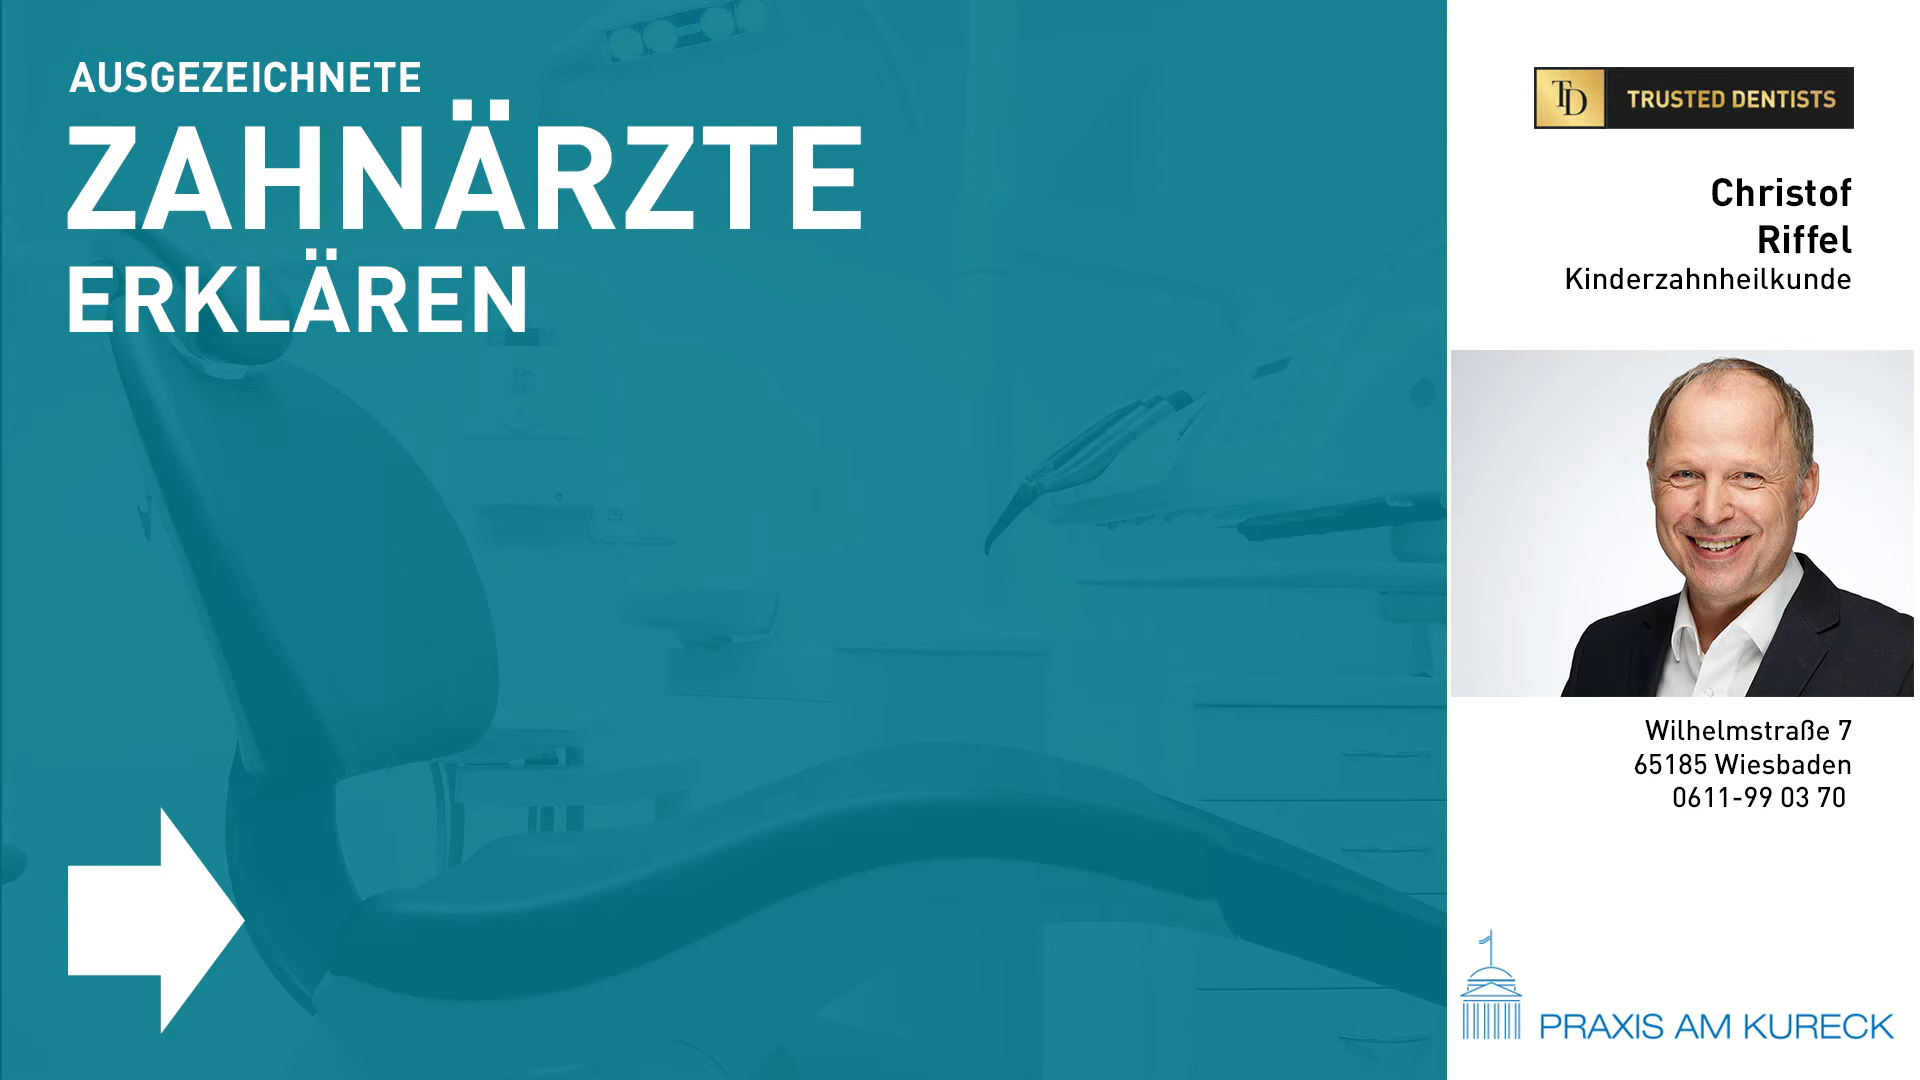 AUSGEZEICHNETE
ZAHNÄRZTE
ERKLÄREN
TD TRUSTED DENTISTS
Christof
Riffel
Kinderzahnheilkunde
Wilhelmstraße 7
65185 Wiesbaden
0611-99 03 70
PRAXIS AM KURECK